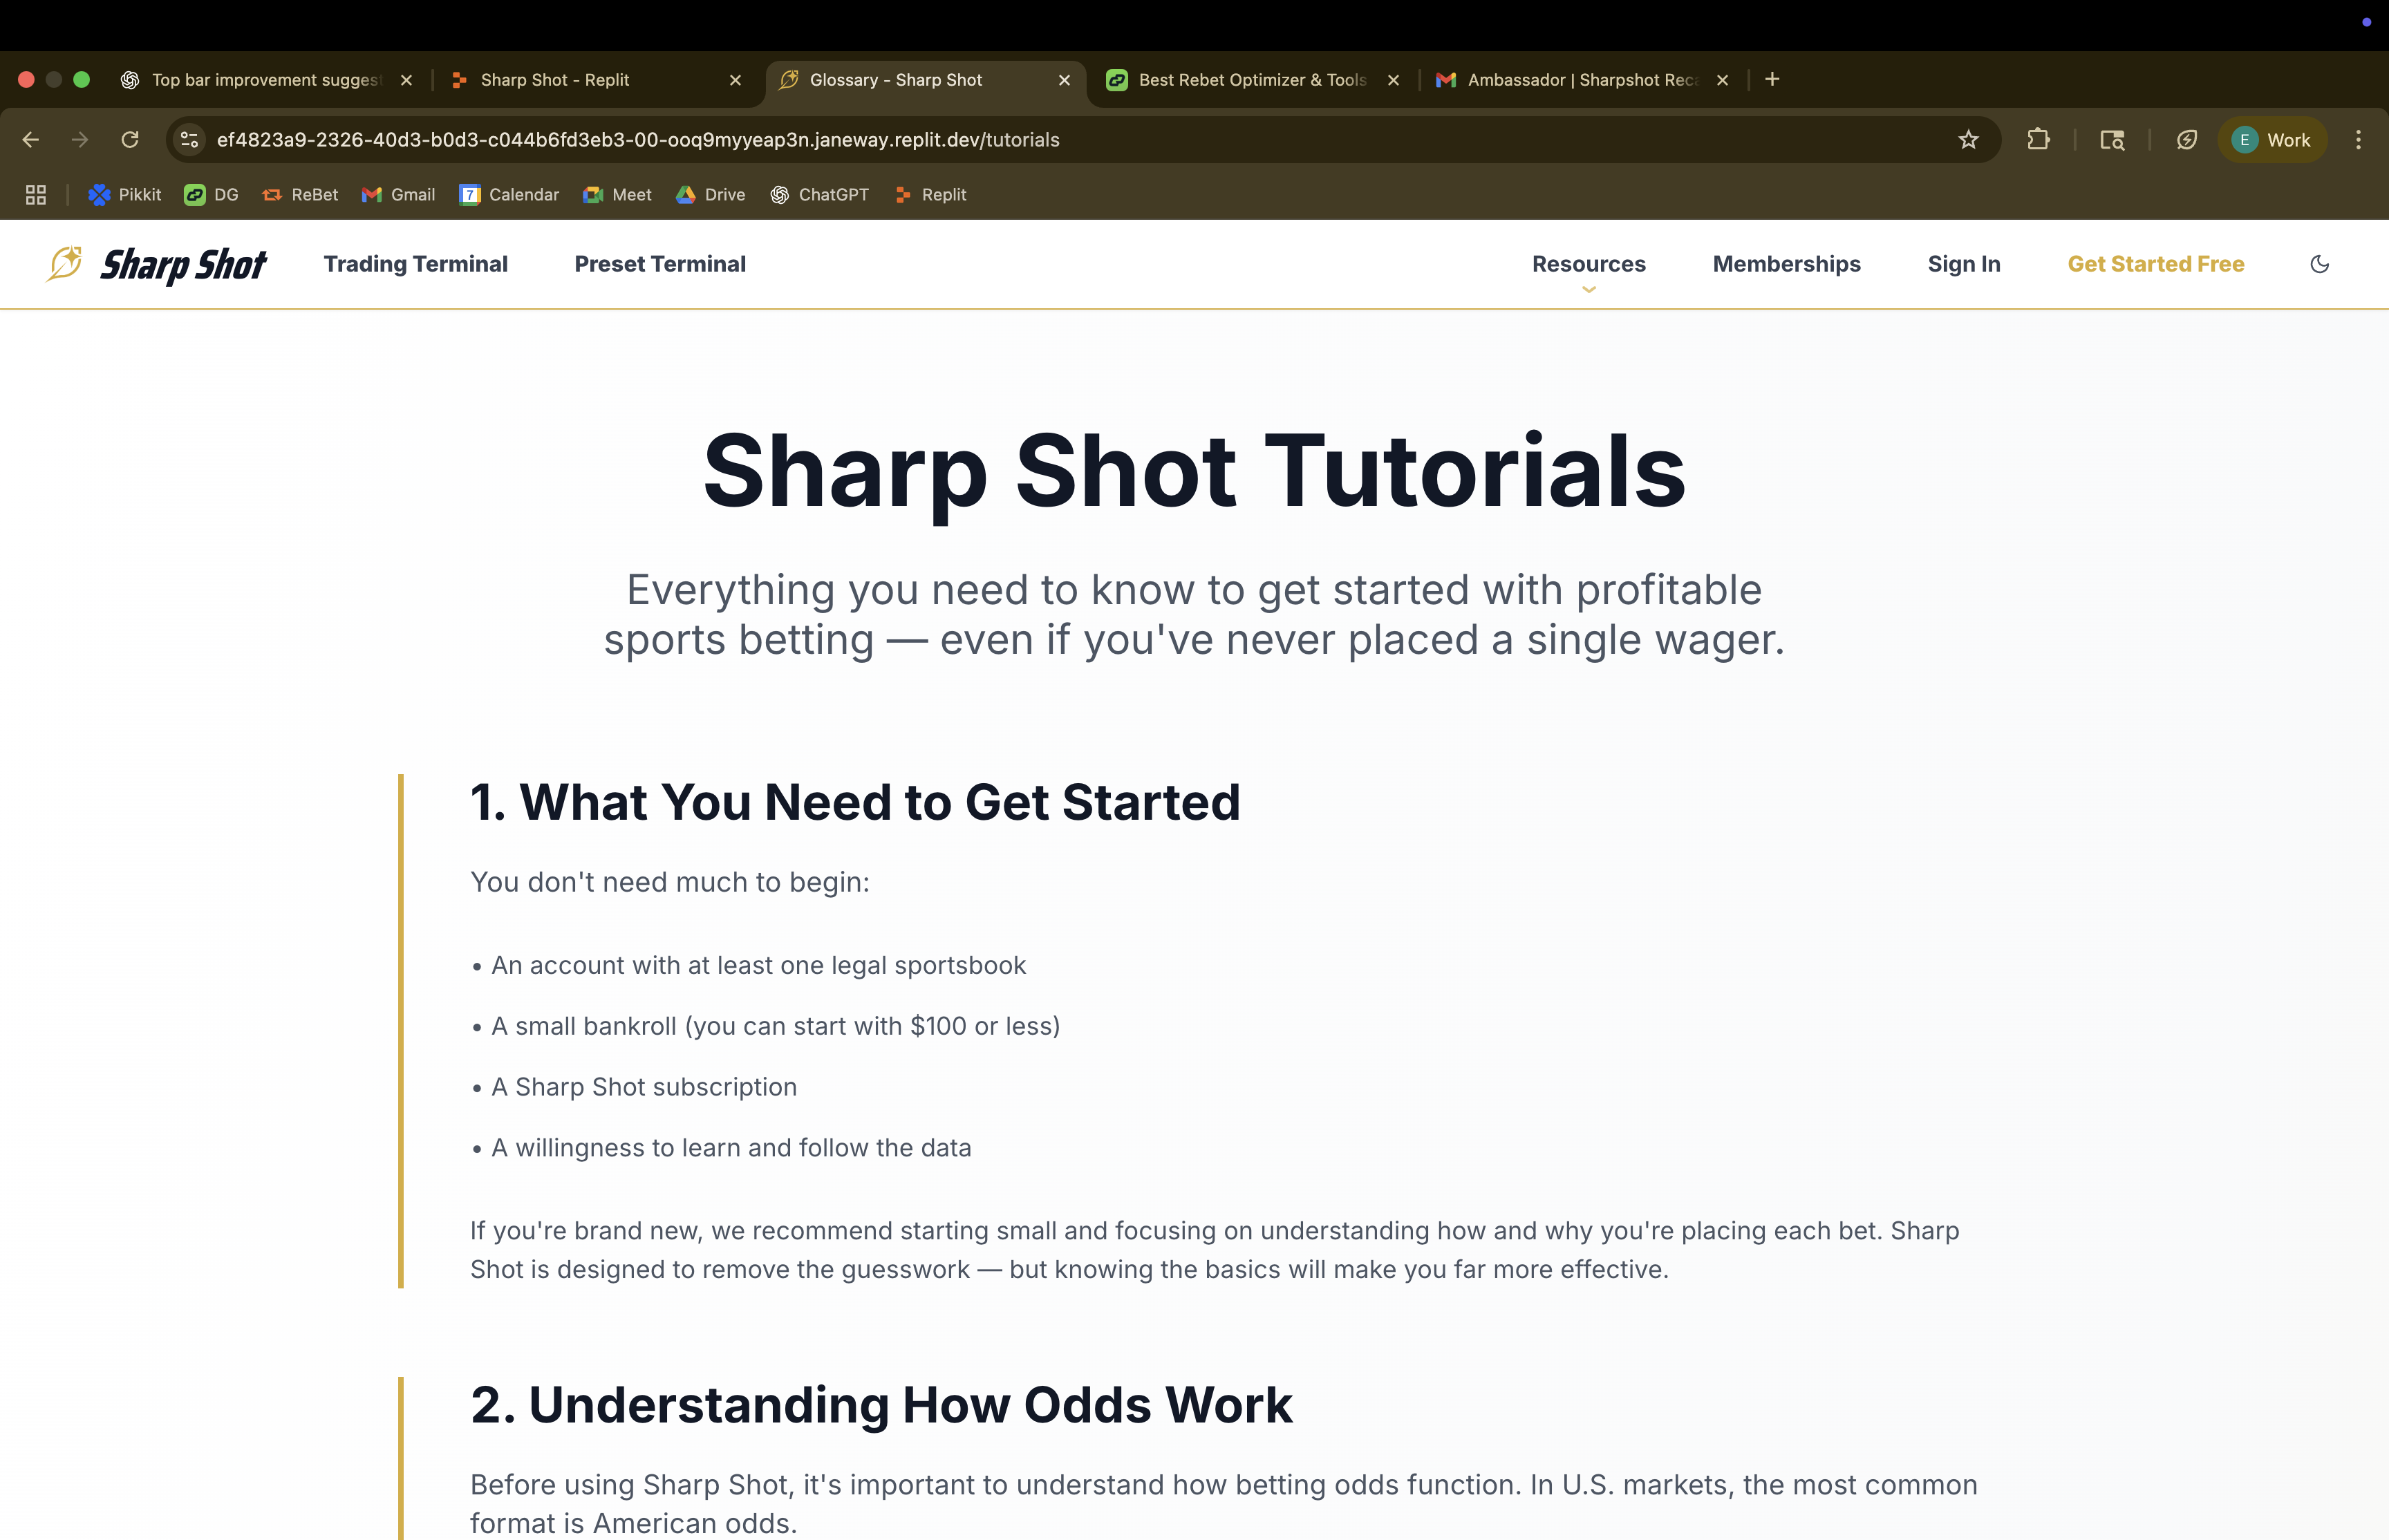 Top bar improvement suggest
Sharp Shot - Replit
Glossary - Sharp Shot
Best Rebet Optimizer & Tools
Ambassador | Sharpshot Reca
ef4823a9-2326-40d3-b0d3-c044b6fd3eb3-00-ooq9myyeap3n.janeway.replit.dev/tutorials
E Work
Pikkit
7
DG
ReBet
Gmail
Calendar
Meet
Drive
ChatGPT
Replit
Sharp Shot
Trading Terminal
Preset Terminal
Resources
Memberships
Sign In
Get Started Free
Sharp Shot Tutorials
Everything you need to know to get started with profitable
sports betting — even if you've never placed a single wager.
1. What You Need to Get Started
You don't need much to begin:
• An account with at least one legal sportsbook
• A small bankroll (you can start with $100 or less)
• A Sharp Shot subscription
• A willingness to learn and follow the data
If you're brand new, we recommend starting small and focusing on understanding how and why you're placing each bet. Sharp
Shot is designed to remove the guesswork — but knowing the basics will make you far more effective.
2. Understanding How Odds Work
Before using Sharp Shot, it's important to understand how betting odds function. In U.S. markets, the most common
format is American odds.